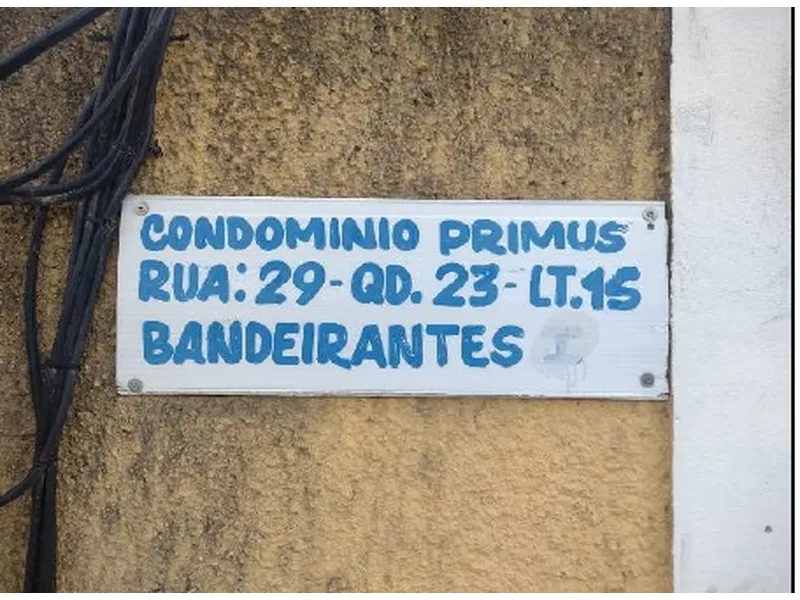 CONDOMINIO PRIMUS
RUA: 29 - QD. 23 - LT. 15
BANDEIRANTES